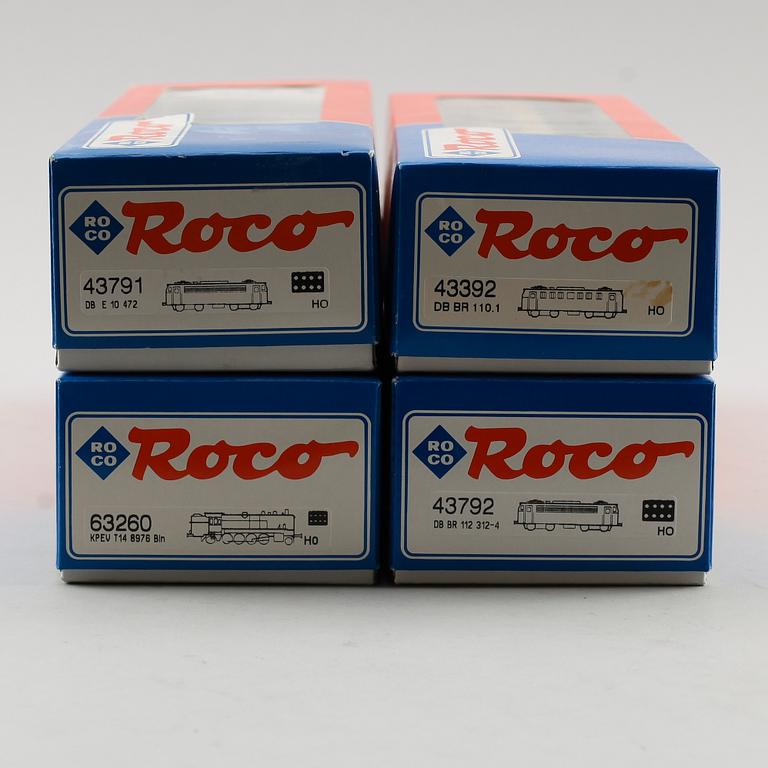 Roco
Roco
RO
CO
Roco
43791
DB E 10 472
HO
RO
CO
Roco
43392
DB BR 110.1
HO
RO
CO
Roco
63260
KPEV T14 8976 Bln
HO
RO
CO
Roco
43792
DB BR 112 312-4
HO